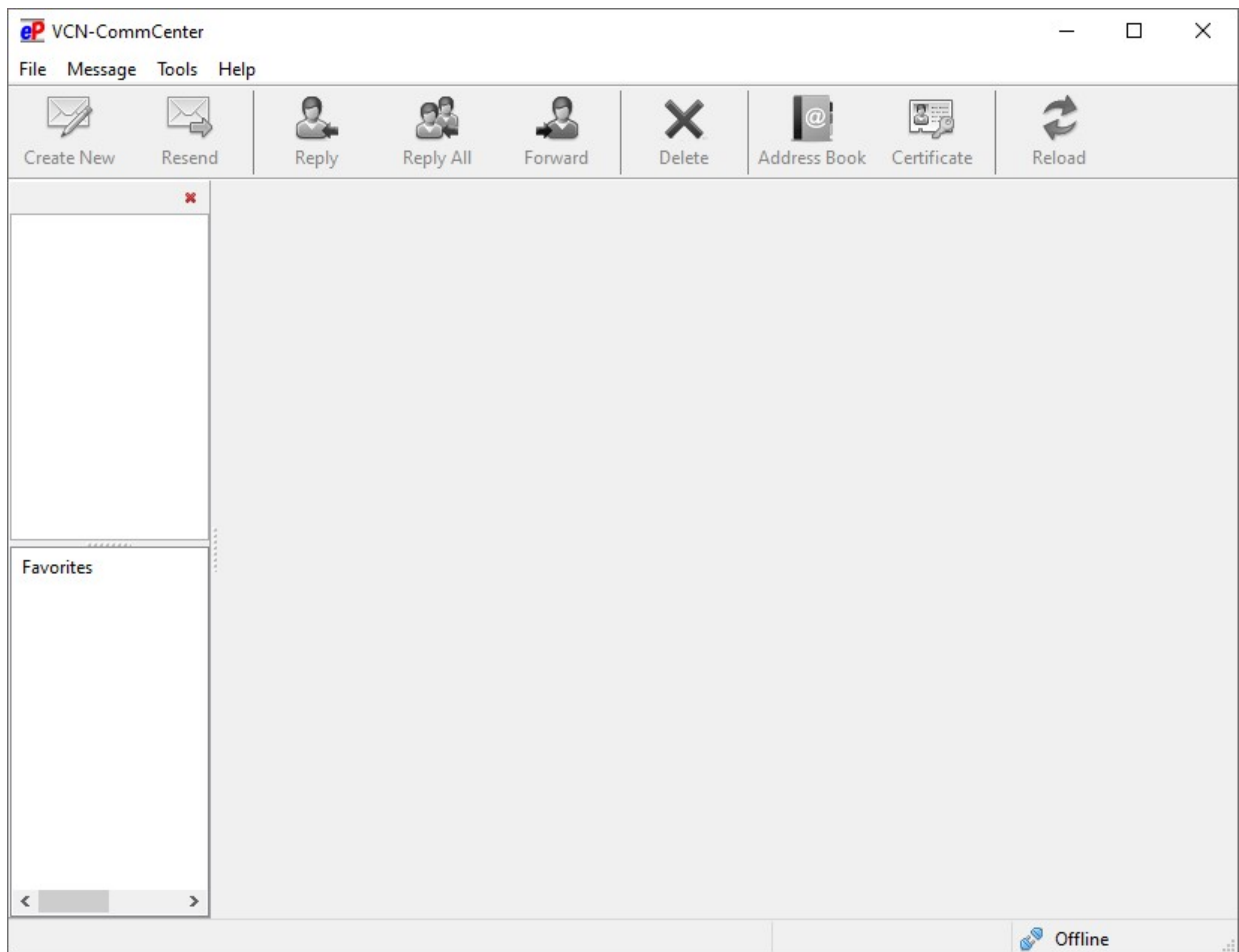 eP VCN-CommCenter
File Message Tools Help
Create New Resend Reply Reply All Forward Delete Address Book Certificate Reload
Favorites
Offline